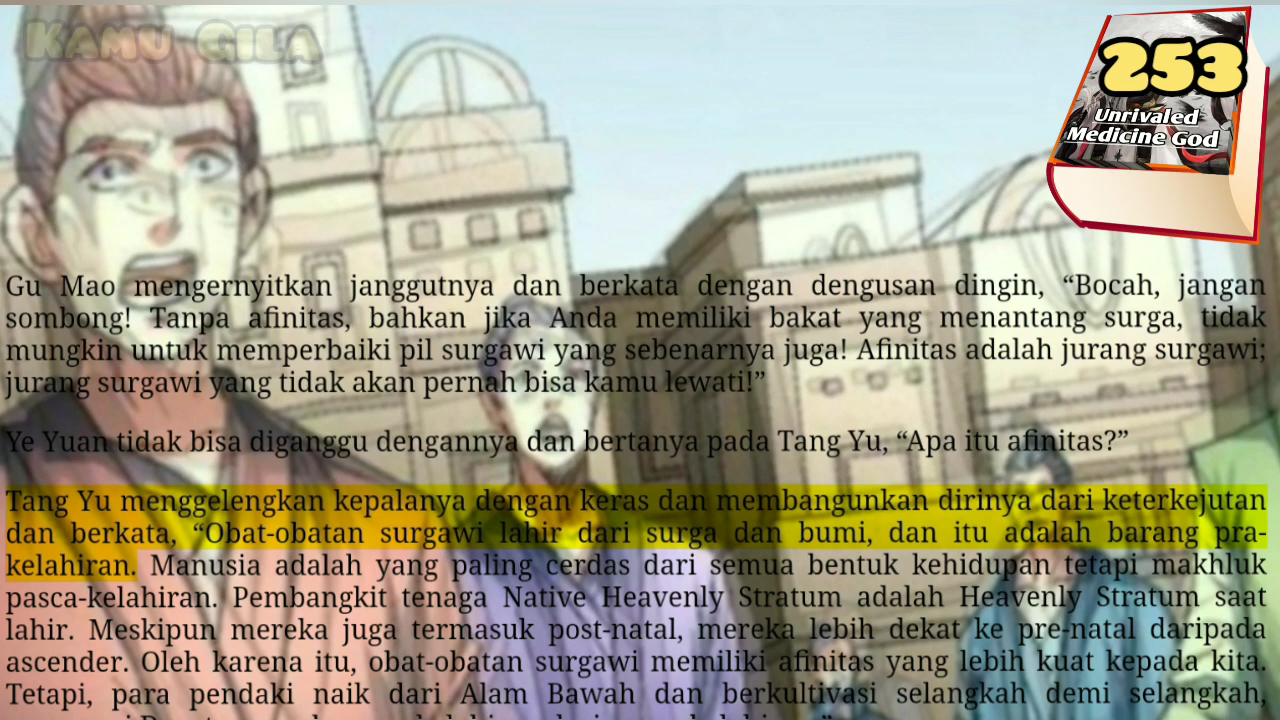 Kamu Gila
253
Unrivaled
Medicine God
Gu Mao mengernyitkan janggutnya dan berkata dengan dengusan dingin, “Bocah, jangan
sombong! Tanpa afinitas, bahkan jika Anda memiliki bakat yang menantang surga, tidak
mungkin untuk memperbaiki pil surgawi yang sebenarnya juga! Afinitas adalah jurang surgawi;
jurang surgawi yang tidak akan pernah bisa kamu lewati!”
Ye Yuan tidak bisa diganggu dengannya dan bertanya pada Tang Yu, “Apa itu afinitas?”
Tang Yu menggelengkan kepalanya dengan keras dan membangunkan dirinya dari keterkejutan
dan berkata, “Obat-obatan surgawi lahir dari surga dan bumi, dan itu adalah barang pra-
kelahiran. Manusia adalah yang paling cerdas dari semua bentuk kehidupan tetapi makhluk
pasca-kelahiran. Pembangkit tenaga Native Heavenly Stratum adalah Heavenly Stratum saat
lahir. Meskipun mereka juga termasuk post-natal, mereka lebih dekat ke pre-natal daripada
ascender. Oleh karena itu, obat-obatan surgawi memiliki afinitas yang lebih kuat kepada kita.
Tetapi, para pendaki naik dari Alam Bawah dan berkultivasi selangkah demi selangkah,